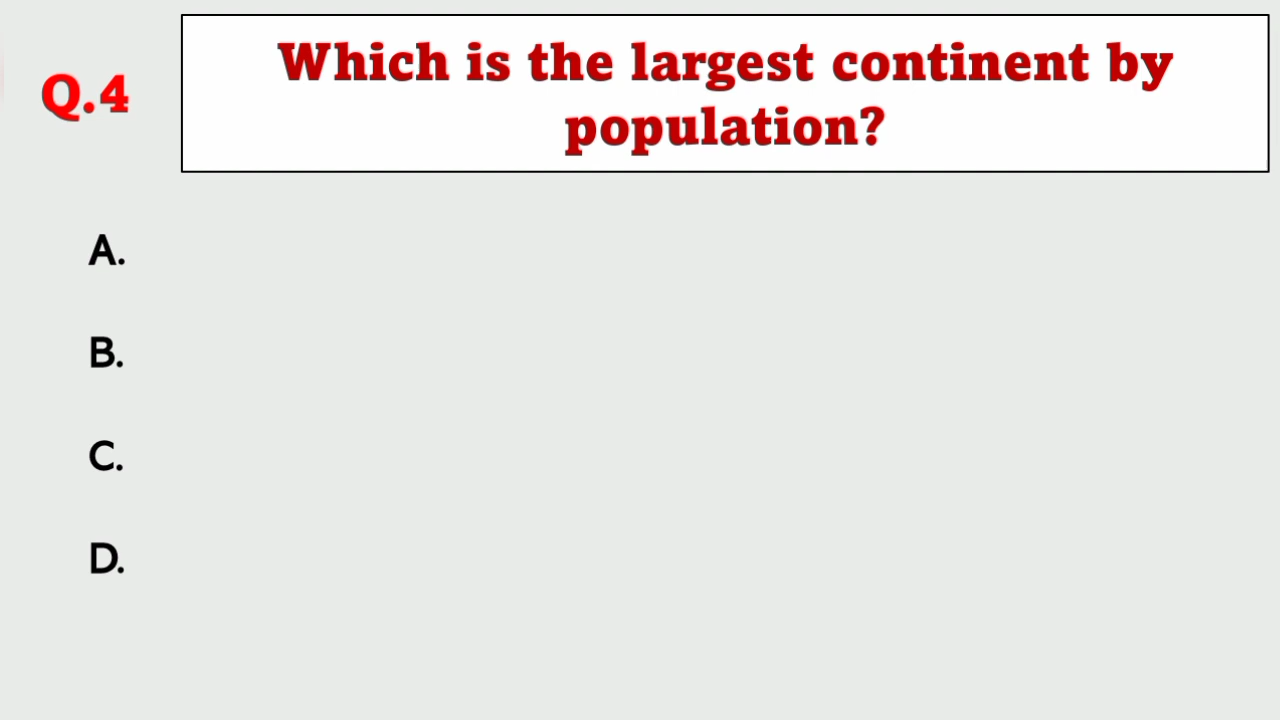 Q.4
Which is the largest continent by
population?
A.
B.
C.
D.